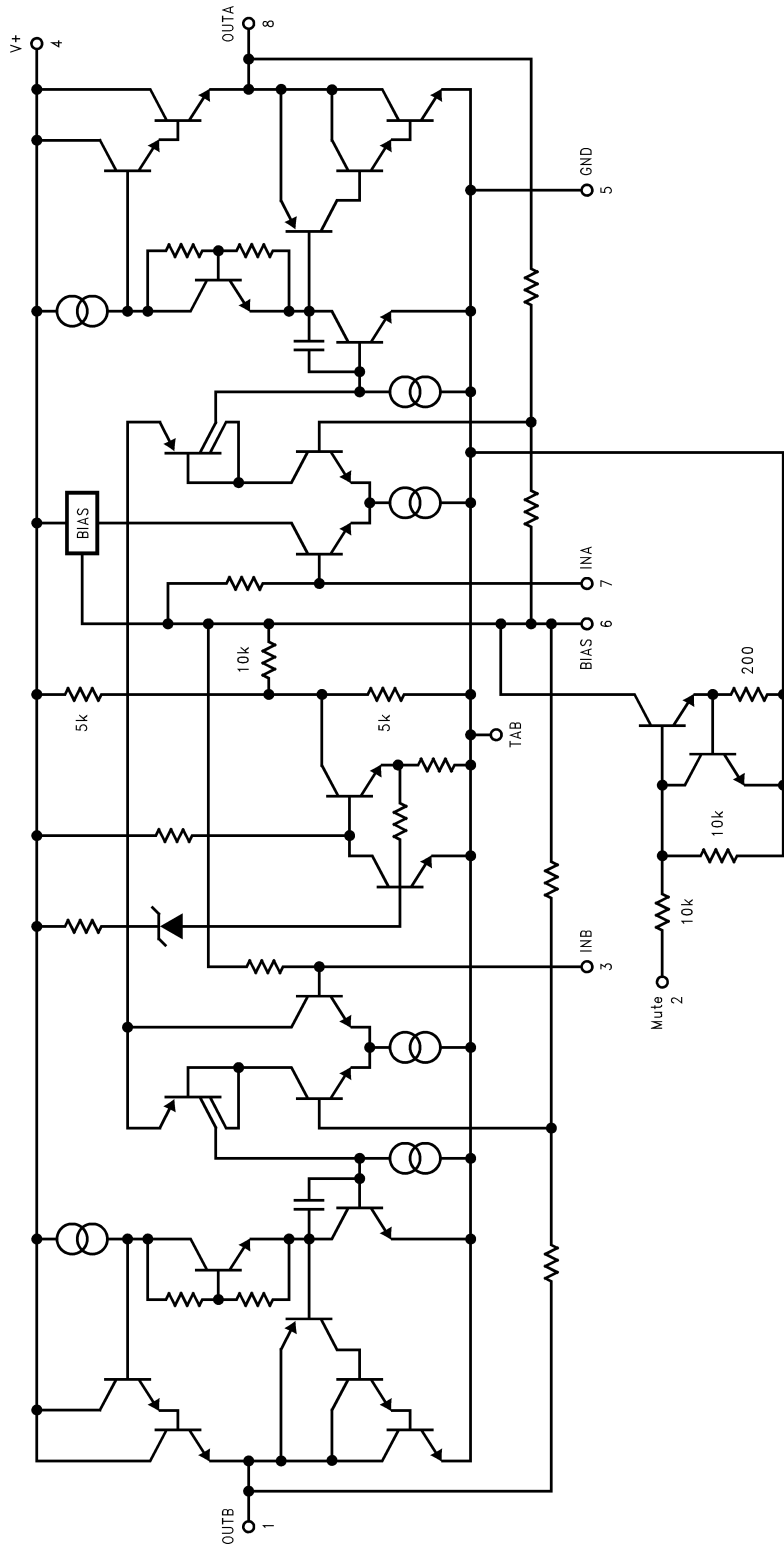 V+
4
OUTA
8
GND
5
BIAS
INA
7
BIAS
6
10k
5k
5k
TAB
200
10k
10k
Mute
2
INB
3
OUTB
1